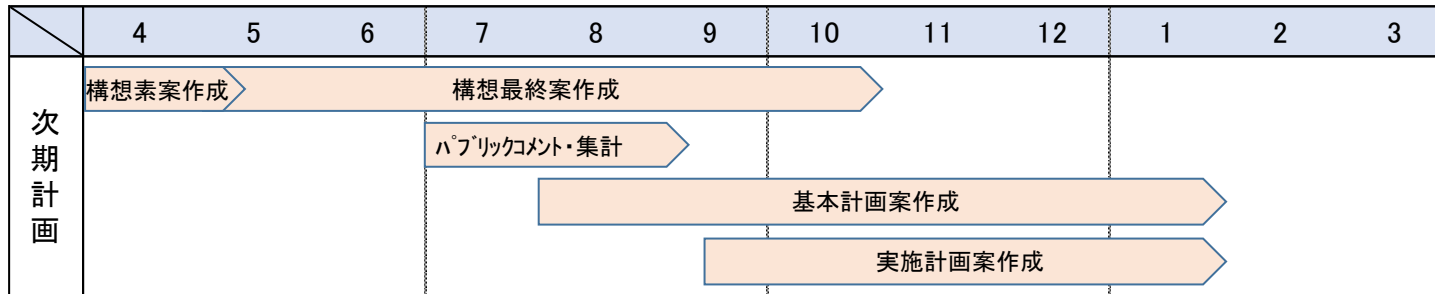 4 5 6 7 8 9 10 11 12 1 2 3
次期計画
構想素案作成 構想最終案作成
ﾊﾟﾌﾞﾘｯｸｺﾒﾝﾄ・集計
基本計画案作成
実施計画案作成